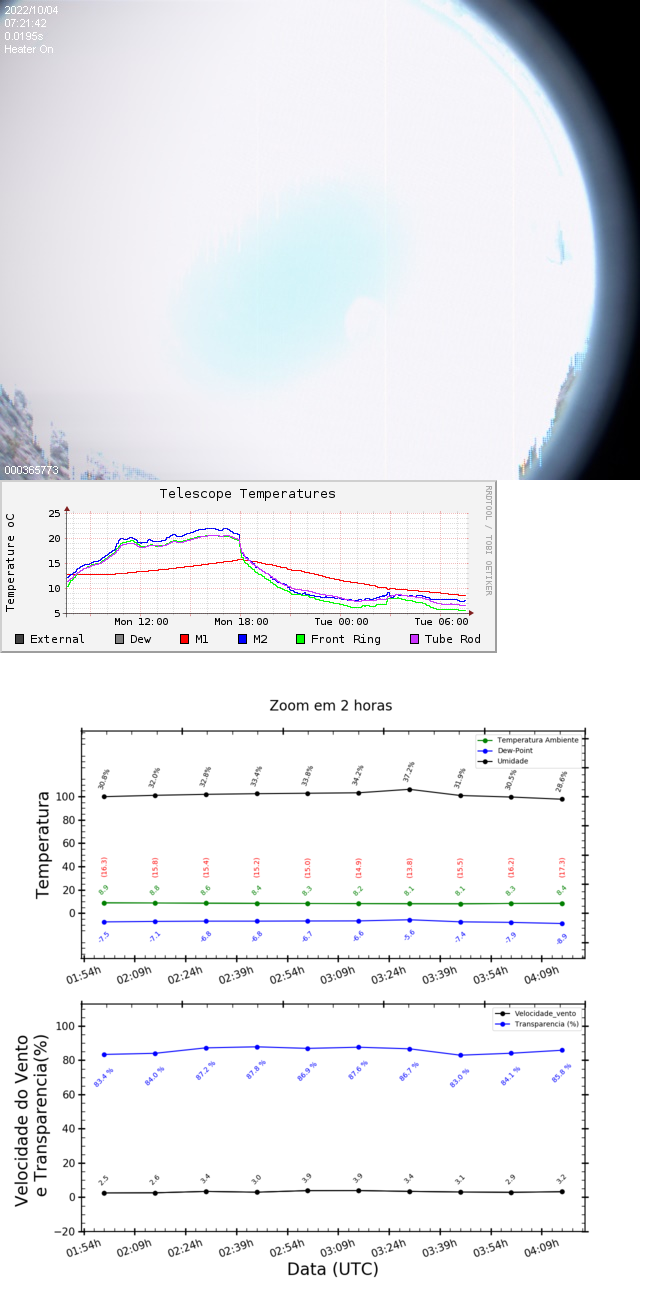 2022/10/04
07:21:42
0.0195s
Heater On
000365773
Telescope Temperatures
RRDTOOL / TOBI OETIKER
Temperature oC
25
20
15
10
5
Mon 12:00 Mon 18:00 Tue 00:00 Tue 06:00
External Dew M1 M2 Front Ring Tube Rod
Zoom em 2 horas
Temperatura Ambiente
Dew-Point
Umidade
Temperatura
30.8% 32.0% 32.8% 33.4% 33.8% 34.2% 37.2% 31.9% 30.5% 28.6%
100
80
60
40
20
0
(16.3) (15.8) (15.4) (15.2) (15.0) (14.9) (13.8) (15.5) (16.2) (17.3)
8.9 8.8 8.6 8.4 8.3 8.2 8.1 8.1 8.3 8.4
-7.5 -7.1 -6.8 -6.8 -6.7 -6.6 -5.6 -7.4 -7.9 -8.9
01:54h 02:09h 02:24h 02:39h 02:54h 03:09h 03:24h 03:39h 03:54h 04:09h
Velocidade_vento
Transparencia (%)
Velocidade do Vento
e Transparencia(%)
100
80
60
40
20
0
−20
83.4 % 84.0 % 87.2 % 87.8 % 86.9 % 87.6 % 86.7 % 83.0 % 84.1 % 85.8 %
2.5 2.6 3.4 3.0 3.9 3.9 3.4 3.1 2.9 3.2
01:54h 02:09h 02:24h 02:39h 02:54h 03:09h 03:24h 03:39h 03:54h 04:09h
Data (UTC)